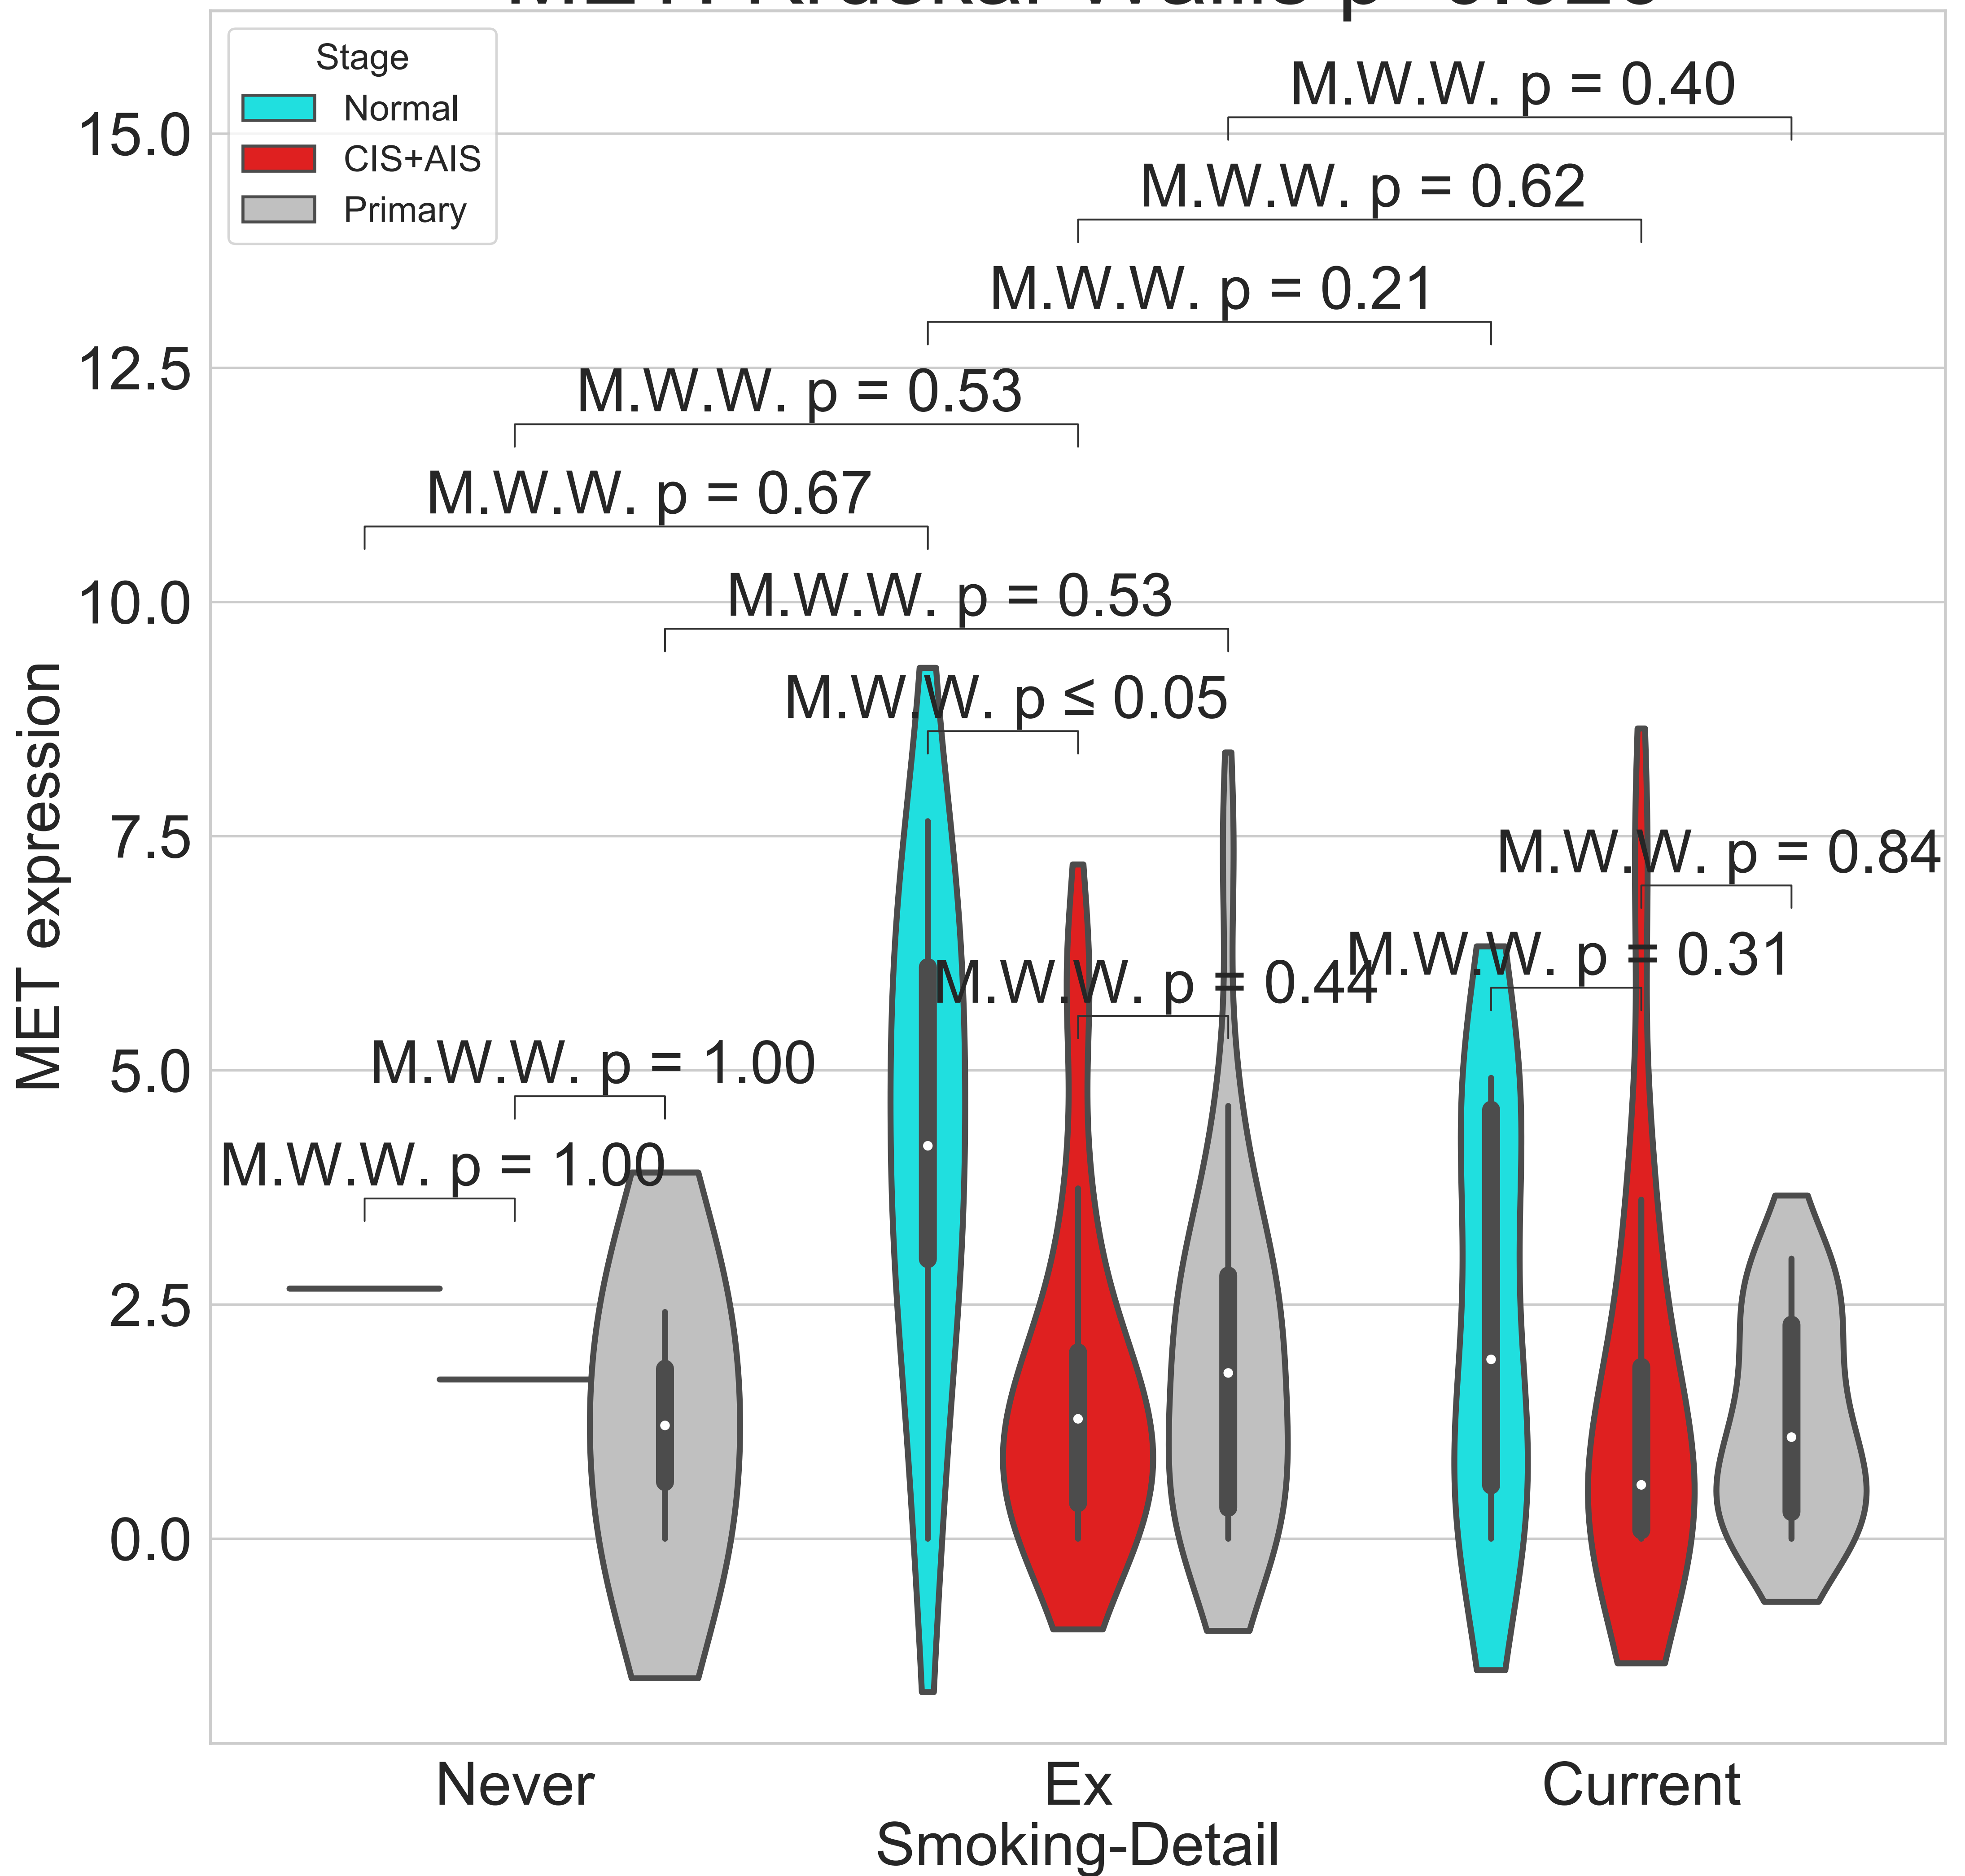 Stage
Normal
CIS+AIS
Primary
M.W.W. p = 0.40
M.W.W. p = 0.62
M.W.W. p = 0.21
M.W.W. p = 0.53
M.W.W. p = 0.67
M.W.W. p = 0.53
M.W.W. p ≤ 0.05
M.W.W. p = 0.84
M.W.W. p = 0.31
M.W.W. p = 0.44
M.W.W. p = 1.00
M.W.W. p = 1.00
15.0
12.5
10.0
7.5
5.0
2.5
0.0
MET expression
Never
Ex
Current
Smoking-Detail